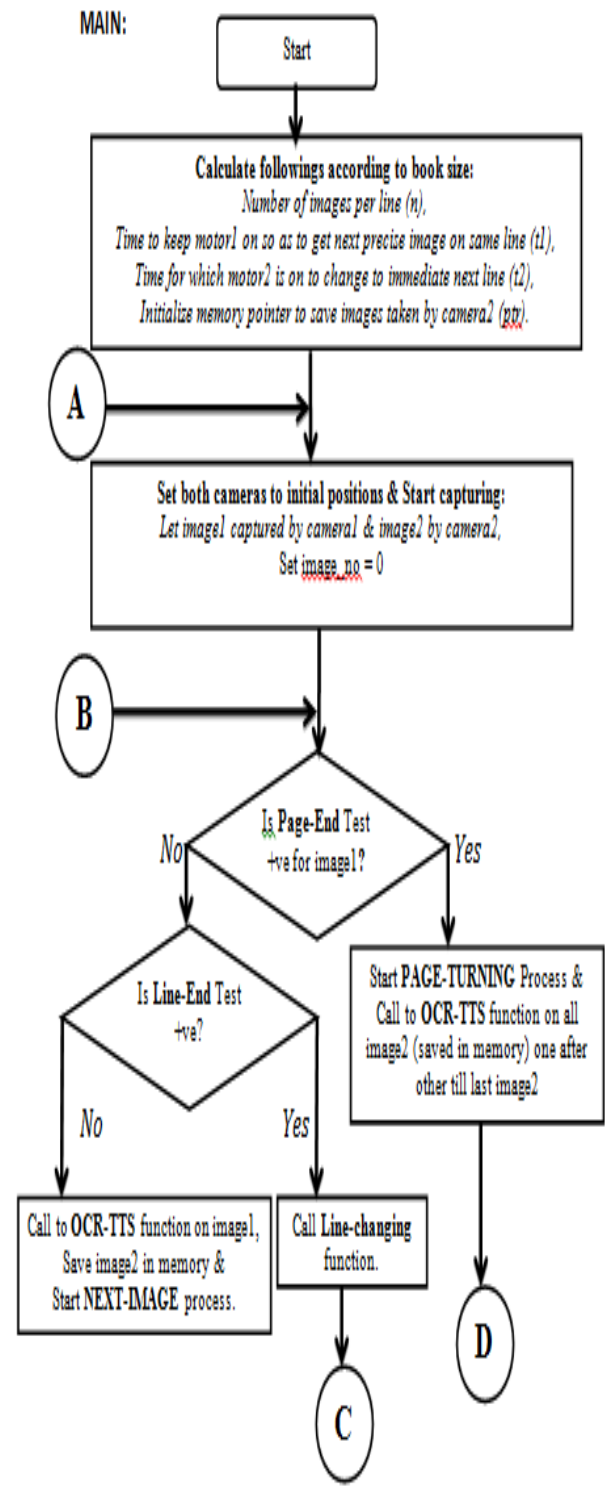 MAIN:
Start
Calculate followings according to book size:
Number of images per line (n),
Time to keep motor1 on so as to get next precise image on same line (t1),
Time for which motor2 is on to change to immediate next line (t2),
Initialize memory pointer to save images taken by camera2 (ptr).
A
Set both cameras to initial positions & Start capturing:
Let image1 captured by camera1 & image2 by camera2,
Set image_no = 0
B
Is Page-End Test
+ve for image1?
No
Yes
Is Line-End Test
+ve?
Start PAGE-TURNING Process &
Call to OCR-TTS function on all
image2 (saved in memory) one after
other till last image2
No
Yes
Call to OCR-TTS function on image1,
Save image2 in memory &
Start NEXT-IMAGE process.
Call Line-changing
function.
D
C